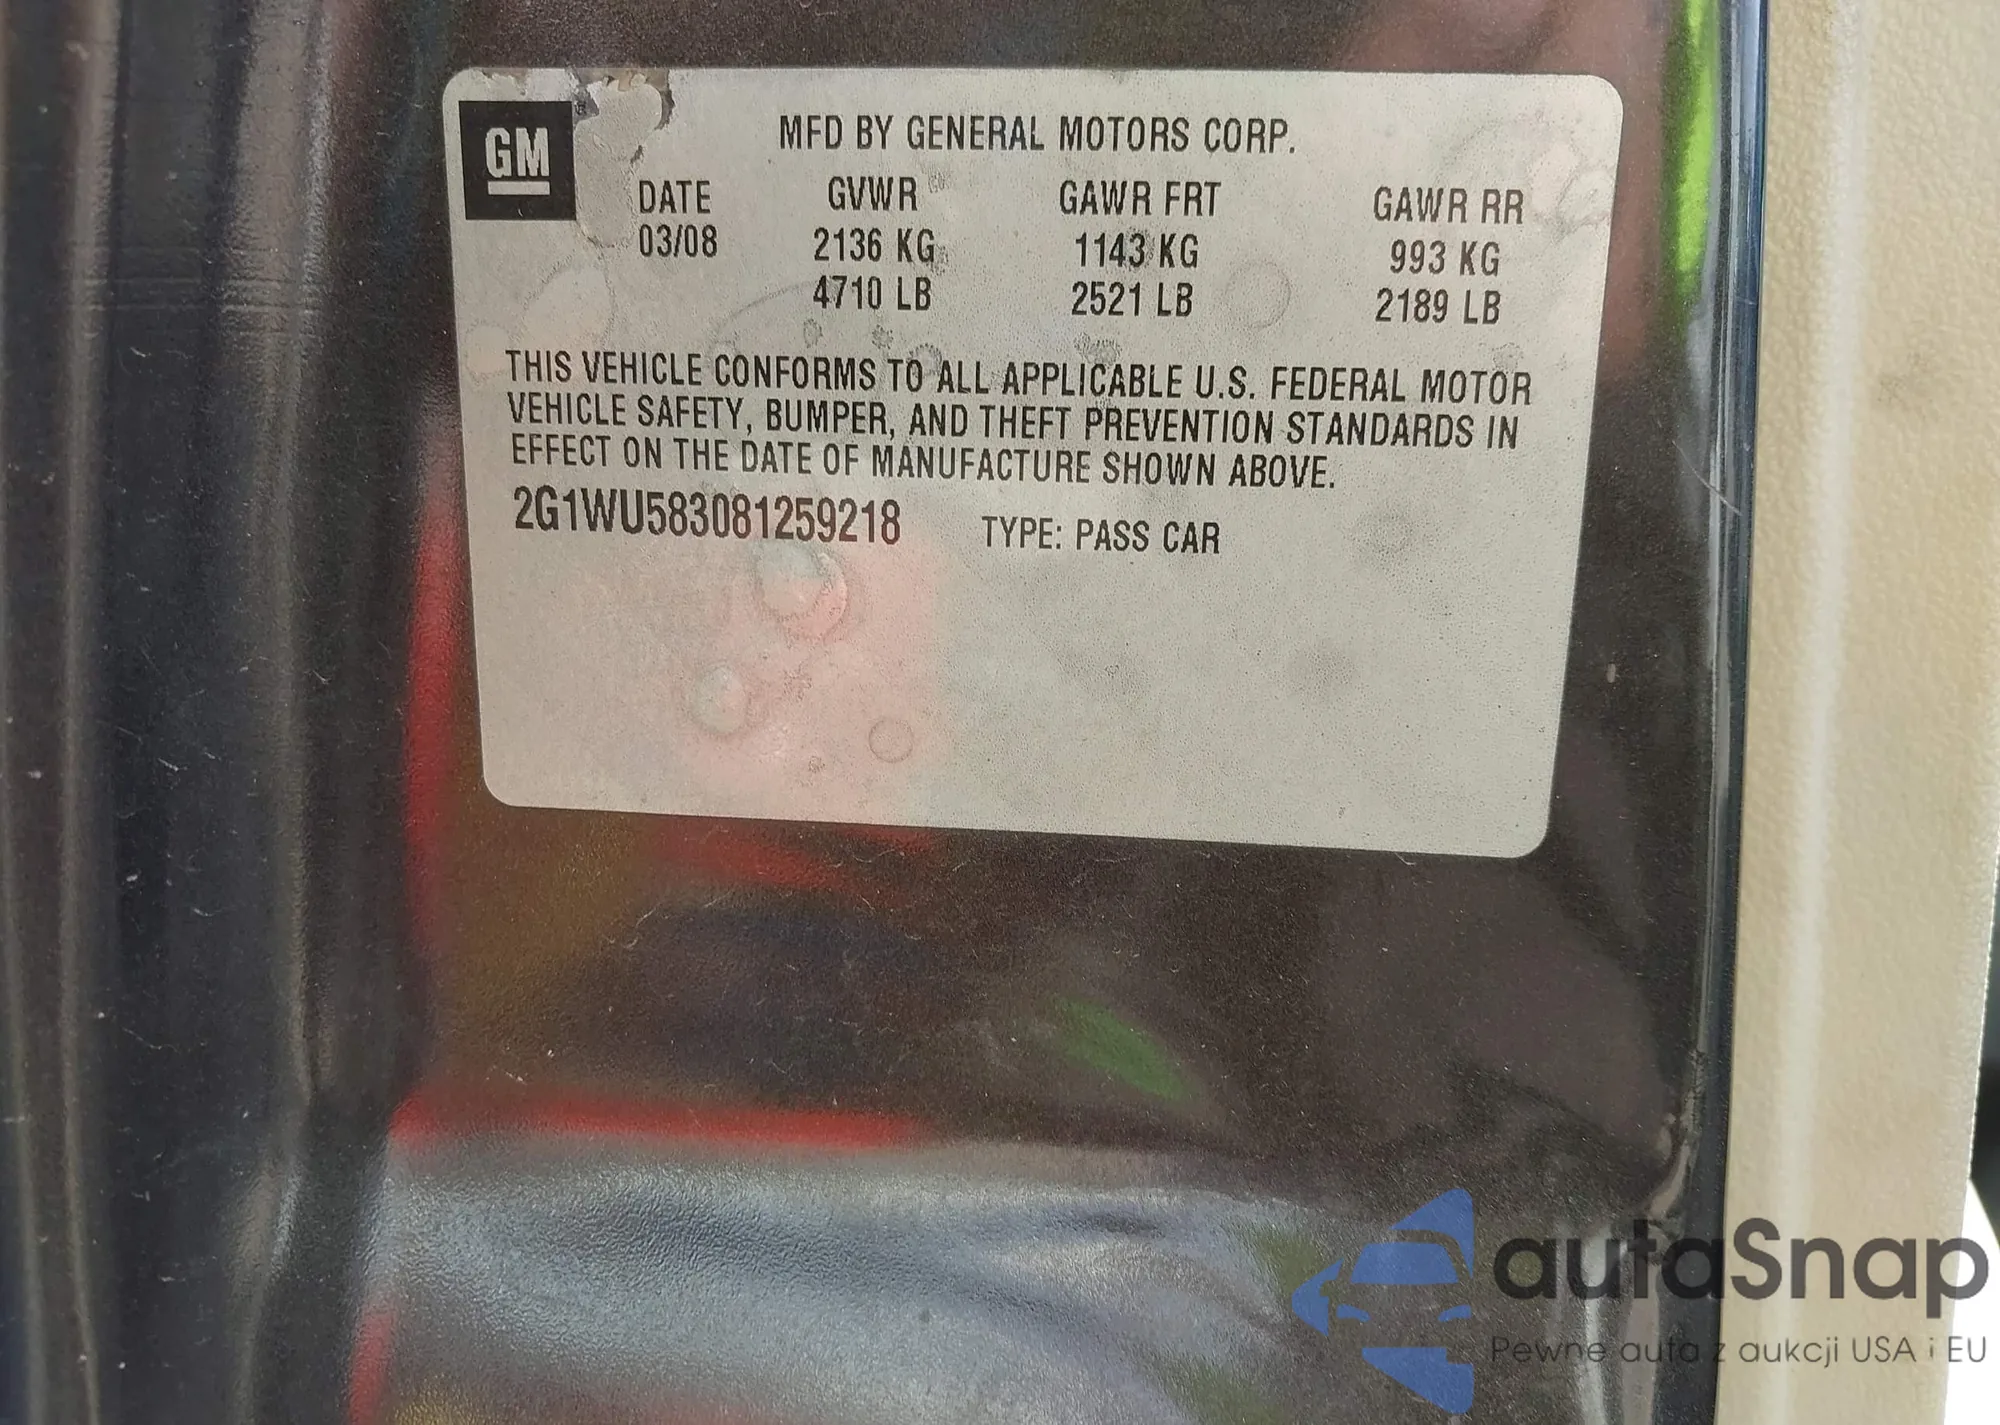 GM
MFD BY GENERAL MOTORS CORP.
DATE GVWR GAWR FRT GAWR RR
03/08 2136 KG 1143 KG 993 KG
4710 LB 2521 LB 2189 LB
THIS VEHICLE CONFORMS TO ALL APPLICABLE U.S. FEDERAL MOTOR
VEHICLE SAFETY, BUMPER, AND THEFT PREVENTION STANDARDS IN
EFFECT ON THE DATE OF MANUFACTURE SHOWN ABOVE.
2G1WU583081259218 TYPE: PASS CAR
autaSnap
Pewne auta z aukcji USA i EU